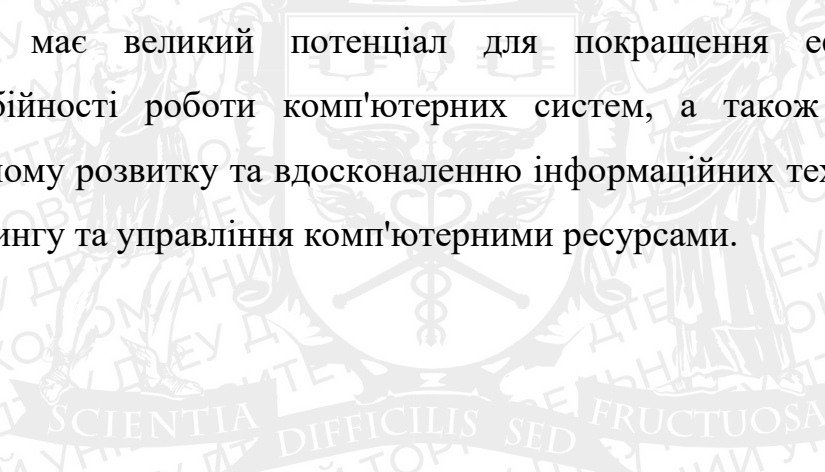 має великий потенціал для покращення
бійності роботи комп'ютерних систем, а також
ому розвитку та вдосконаленню інформаційних тех
ингу та управління комп'ютерними ресурсами.
SCIENTIA DIFFICILIS SED FRUCTUOSA